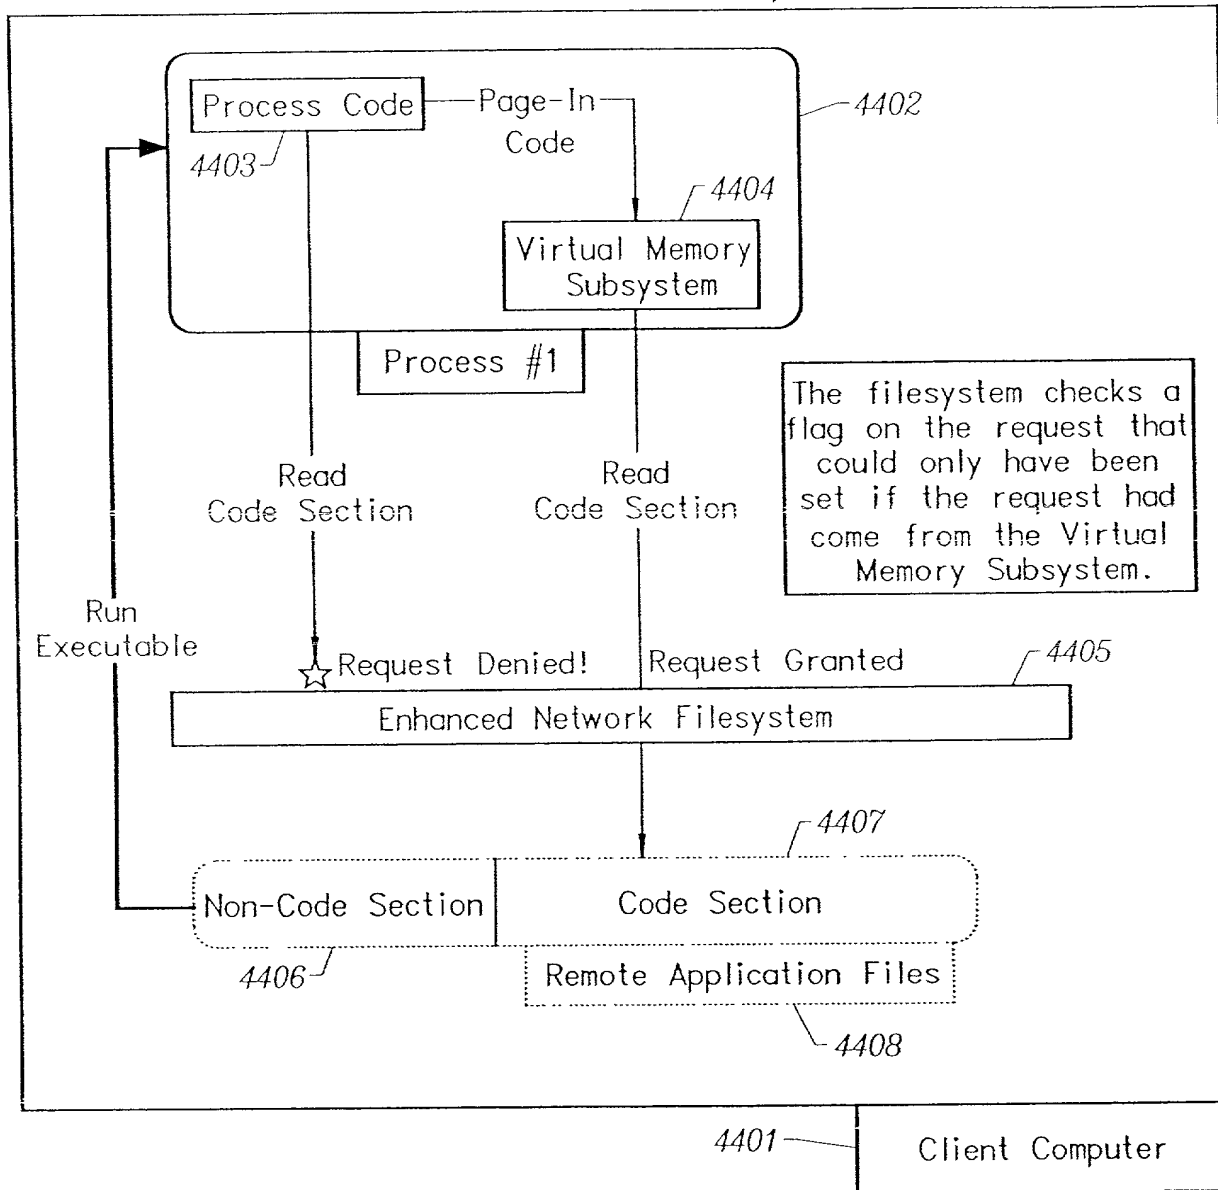 Process Code
Page-In
Code
4402
4403
4404
Virtual Memory
Subsystem
Process #1
The filesystem checks a
flag on the request that
could only have been
set if the request had
come from the Virtual
Memory Subsystem.
Read
Code Section
Read
Code Section
Run
Executable
Request Denied!
Request Granted
4405
Enhanced Network Filesystem
4407
Non-Code Section
Code Section
4406
Remote Application Files
4408
4401
Client Computer